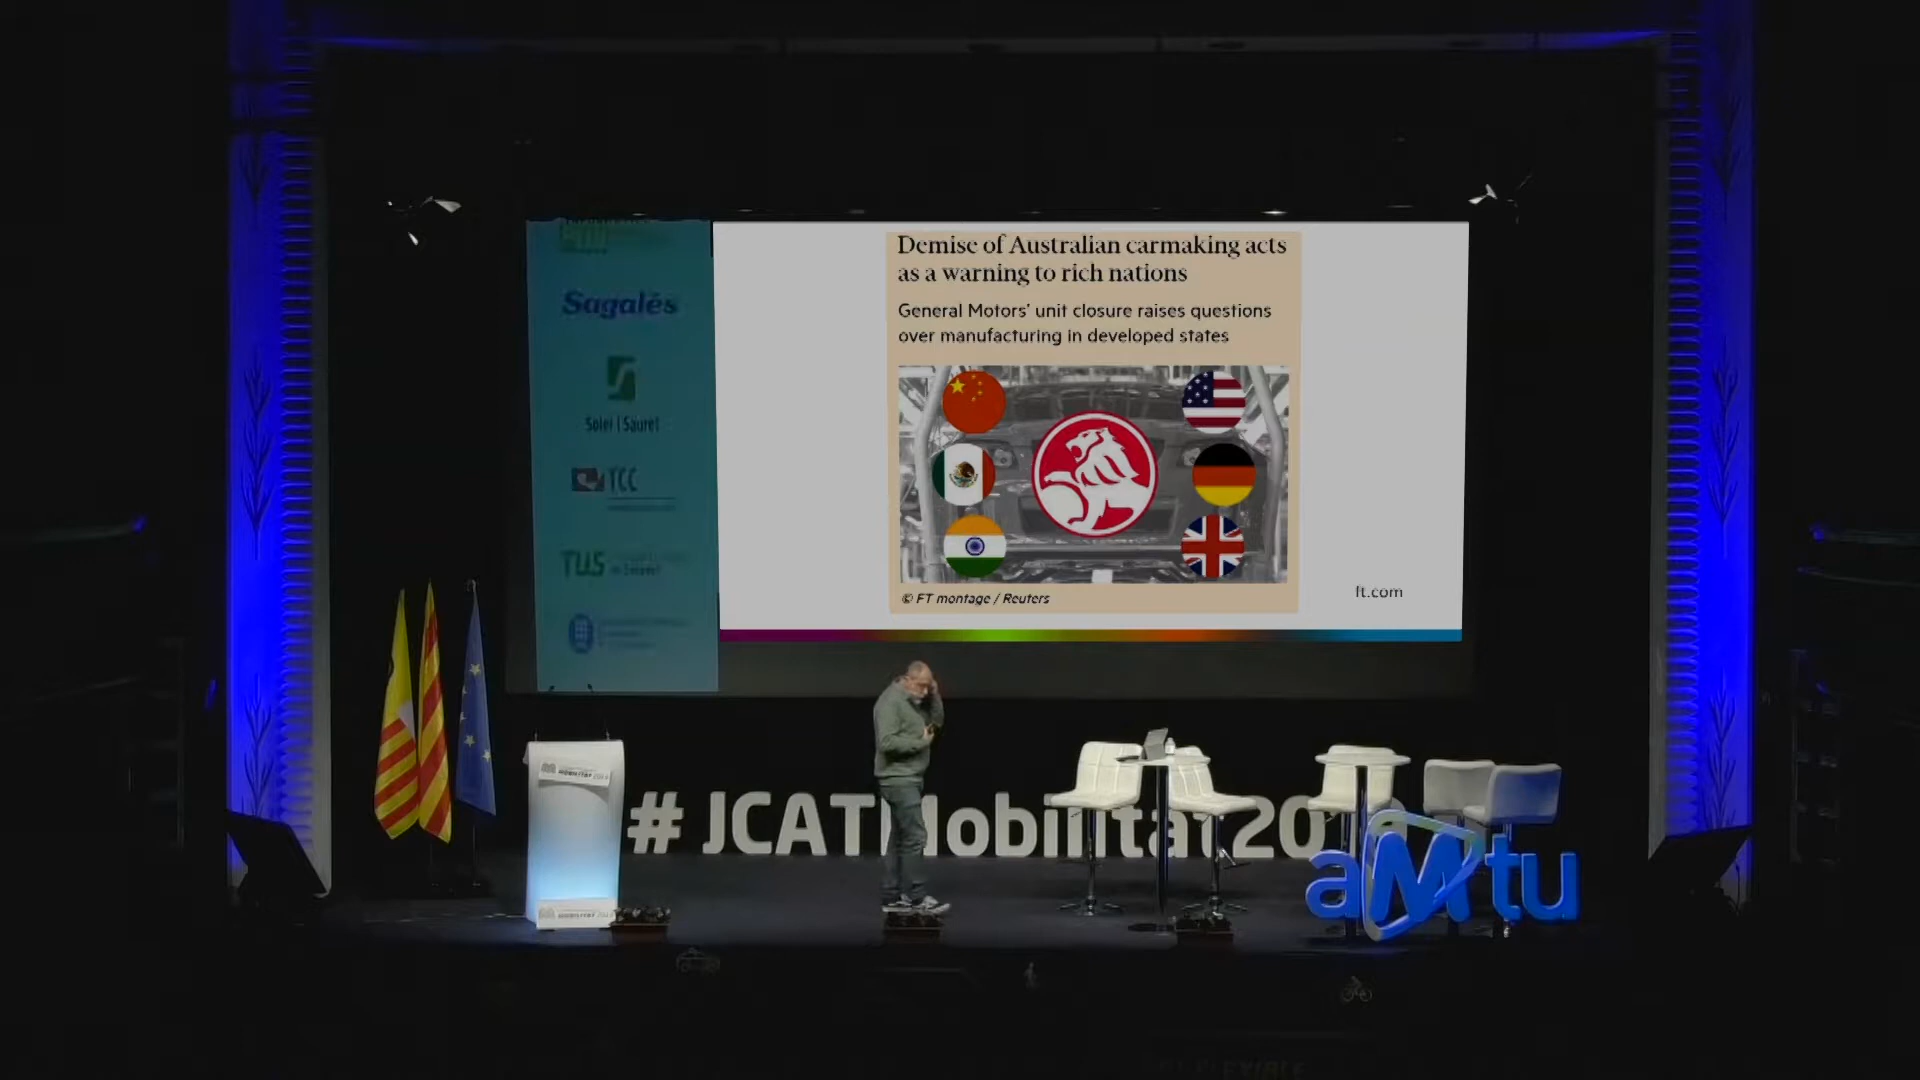 Demise of Australian carmaking acts
as a warning to rich nations
General Motors' unit closure raises questions
over manufacturing in developed states
© FT montage / Reuters
ft.com
Sagalés
Soler i Sauret
TCC
TUS
# JCATMobilitat20
aMtu